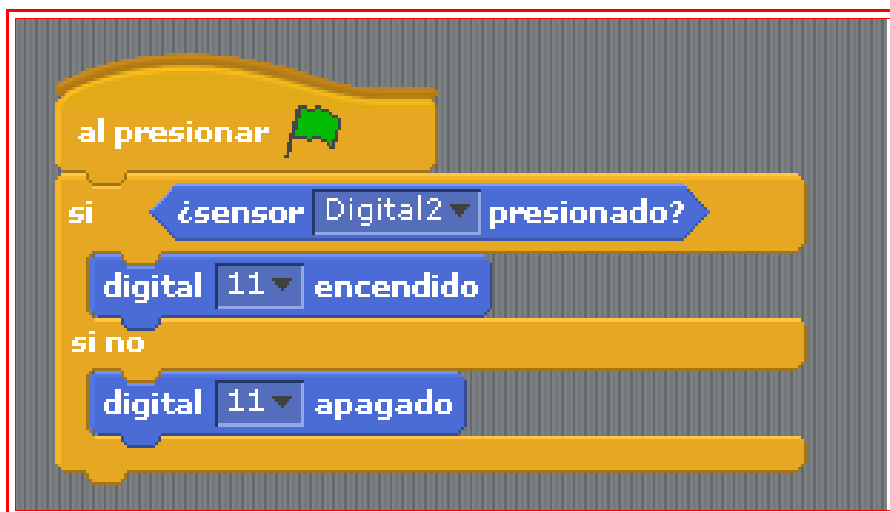 al presionar
si ¿sensor Digital2 presionado?
digital 11 encendido
si no
digital 11 apagado